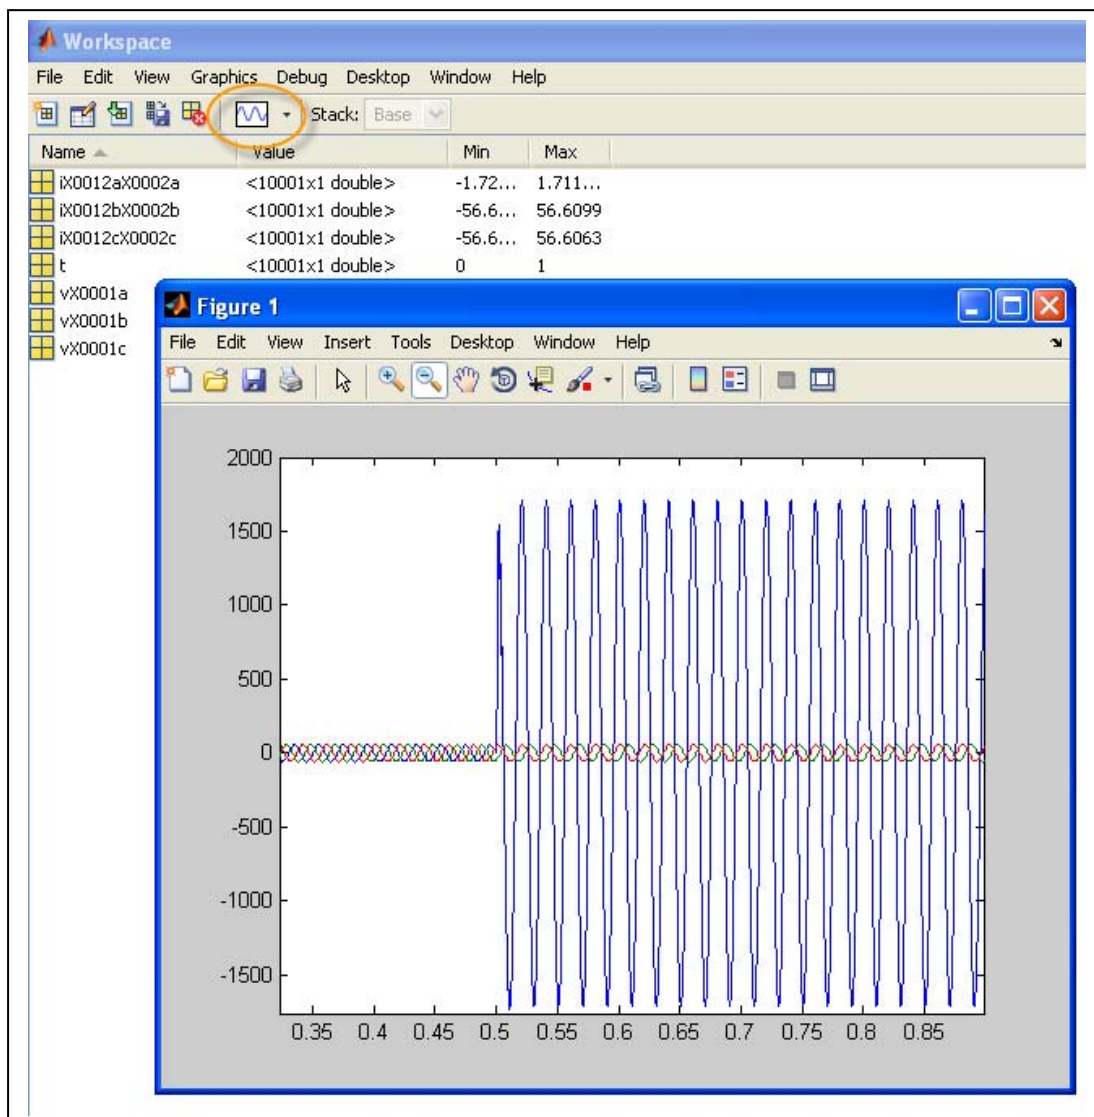 Workspace
File Edit View Graphics Debug Desktop Window Help
Stack: Base
Name Value Min Max
iX0012aX0002a <10001x1 double> -1.72... 1.711...
iX0012bX0002b <10001x1 double> -56.6... 56.6099
iX0012cX0002c <10001x1 double> -56.6... 56.6063
t <10001x1 double> 0 1
vX0001a
vX0001b
vX0001c
Figure 1
File Edit View Insert Tools Desktop Window Help
2000
1500
1000
500
0
-500
-1000
-1500
0.35 0.4 0.45 0.5 0.55 0.6 0.65 0.7 0.75 0.8 0.85